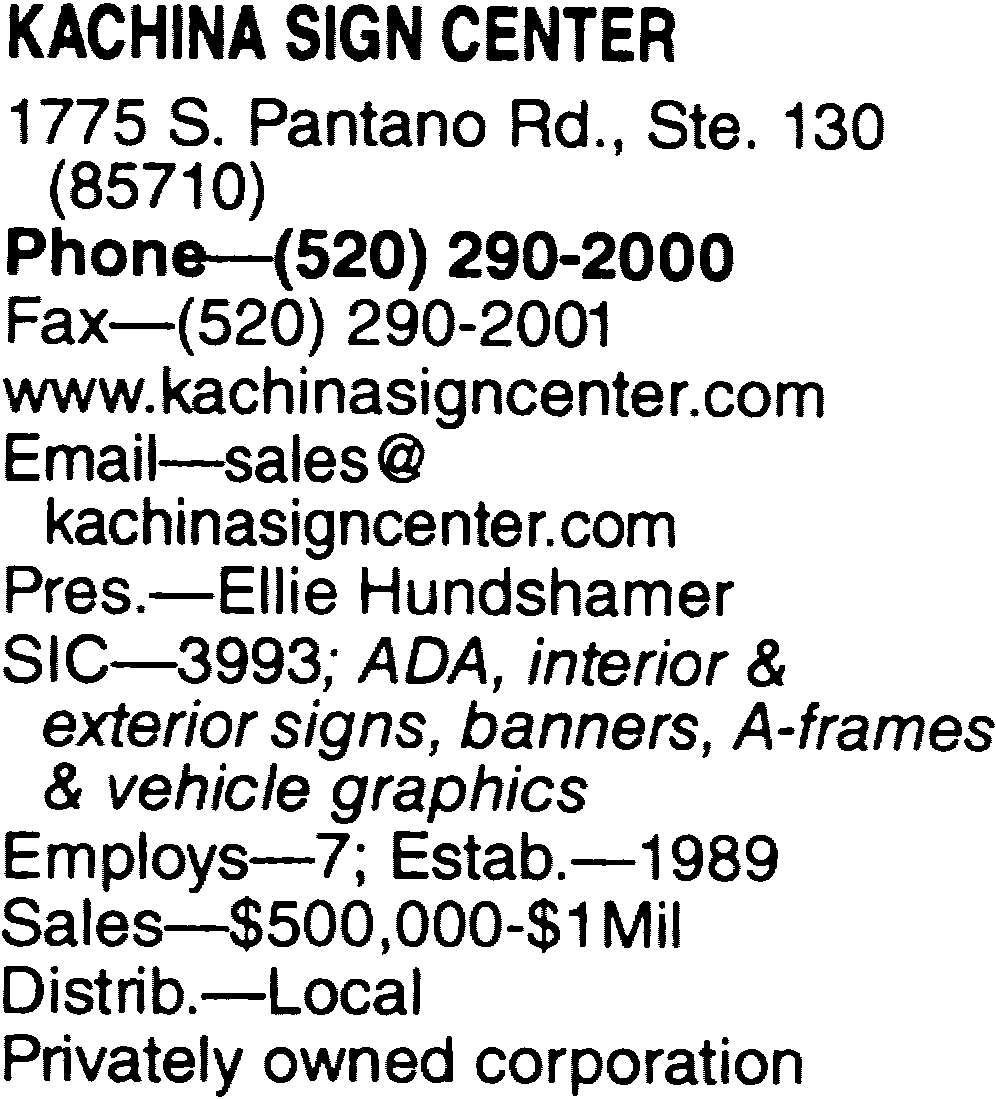 KACHINA SIGN CENTER
1775 S. Pantano Rd., Ste. 130
(85710)
Phone—(520) 290-2000
Fax—(520) 290-2001
www.kachinasigncenter.com
Email—sales@
kachinasigncenter.com
Pres.—Ellie Hundshamer
SIC—3993; ADA, interior &
exterior signs, banners, A-frames
& vehicle graphics
Employs—7; Estab.—1989
Sales—$500,000-$1Mil
Distrib.—Local
Privately owned corporation